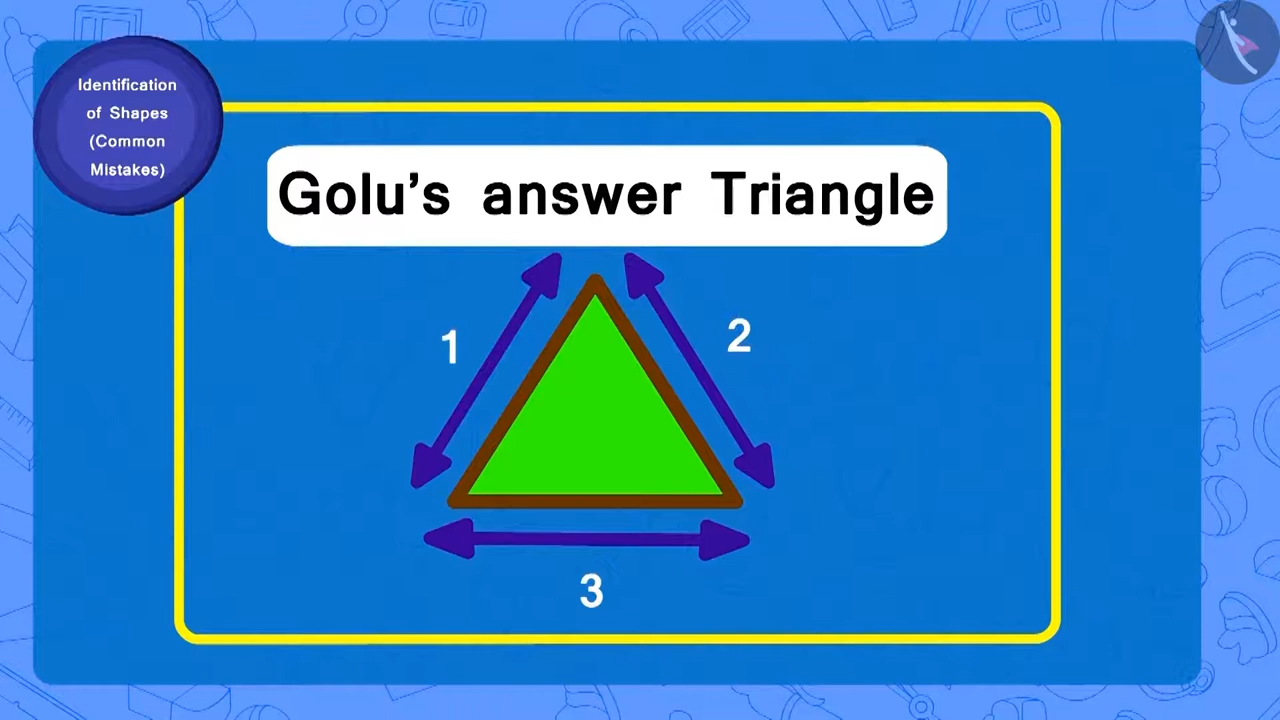 Identification
of Shapes
(Common
Mistakes)
Golu’s answer Triangle
1
2
3